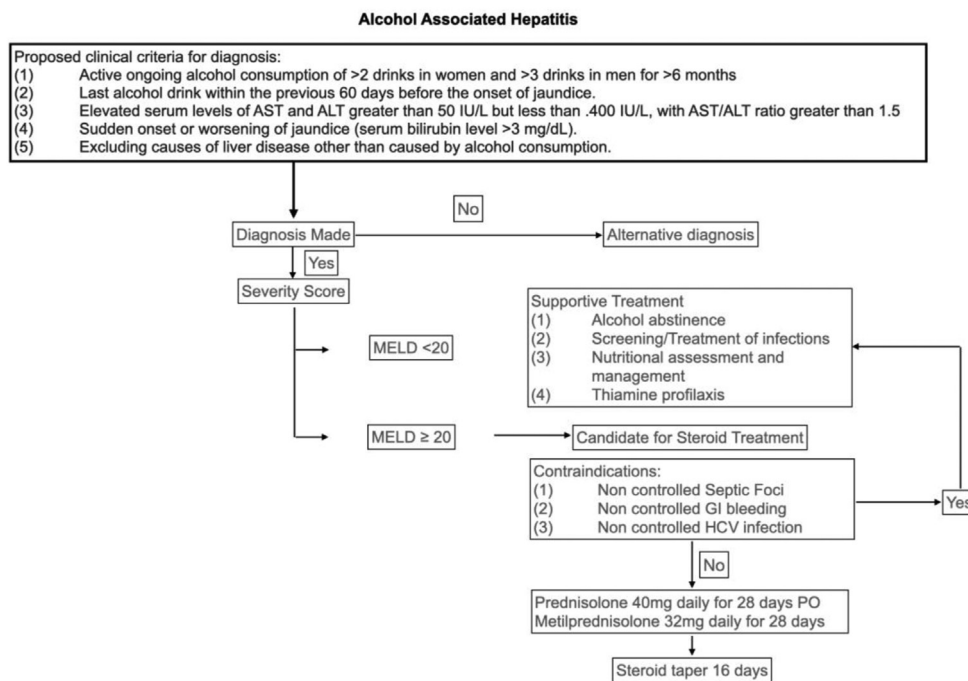 Alcohol Associated Hepatitis
Proposed clinical criteria for diagnosis:
(1) Active ongoing alcohol consumption of >2 drinks in women and >3 drinks in men for >6 months
(2) Last alcohol drink within the previous 60 days before the onset of jaundice.
(3) Elevated serum levels of AST and ALT greater than 50 IU/L but less than .400 IU/L, with AST/ALT ratio greater than 1.5
(4) Sudden onset or worsening of jaundice (serum bilirubin level >3 mg/dL).
(5) Excluding causes of liver disease other than caused by alcohol consumption.
No
Diagnosis Made
Alternative diagnosis
Yes
Severity Score
Supportive Treatment
(1) Alcohol abstinence
(2) Screening/Treatment of infections
(3) Nutritional assessment and
management
(4) Thiamine profilaxis
MELD <20
MELD ≥ 20
Candidate for Steroid Treatment
Contraindications:
(1) Non controlled Septic Foci
(2) Non controlled GI bleeding
(3) Non controlled HCV infection
Yes
No
Prednisolone 40mg daily for 28 days PO
Metilprednisolone 32mg daily for 28 days
Steroid taper 16 days